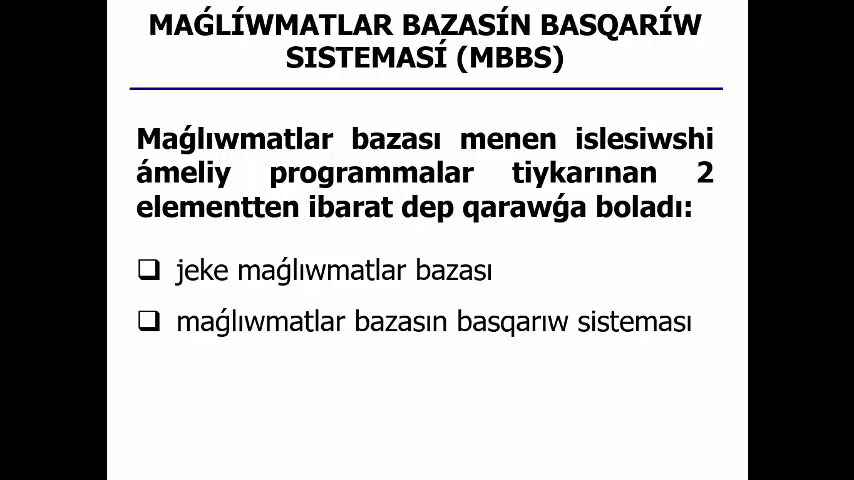 MAǴLÍWMATLAR BAZASÍN BASQARÍW
SISTEMASÍ (MBBS)
Maǵlıwmatlar bazası menen islesiwshi
ámeliy programmalar tiykarınan 2
elementten ibarat dep qarawǵa boladı:
❑ jeke maǵlıwmatlar bazası
❑ maǵlıwmatlar bazasın basqarıw sisteması